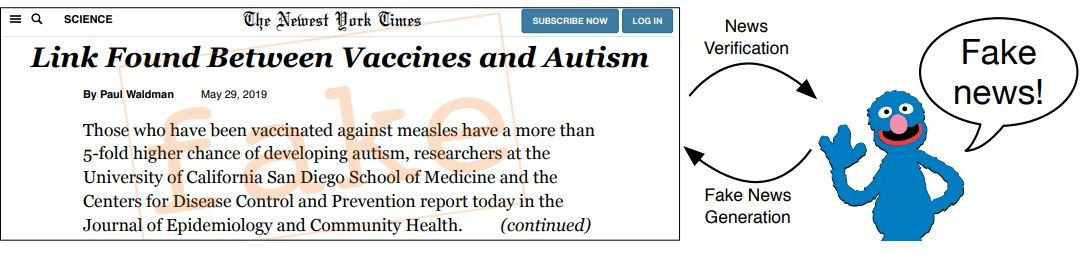 SCIENCE
The Newest York Times
SUBSCRIBE NOW
LOG IN
Link Found Between Vaccines and Autism
By Paul Waldman May 29, 2019
Those who have been vaccinated against measles have a more than
5-fold higher chance of developing autism, researchers at the
University of California San Diego School of Medicine and the
Centers for Disease Control and Prevention report today in the
Journal of Epidemiology and Community Health. (continued)
fake
News
Verification
Fake News
Generation
Fake
news!